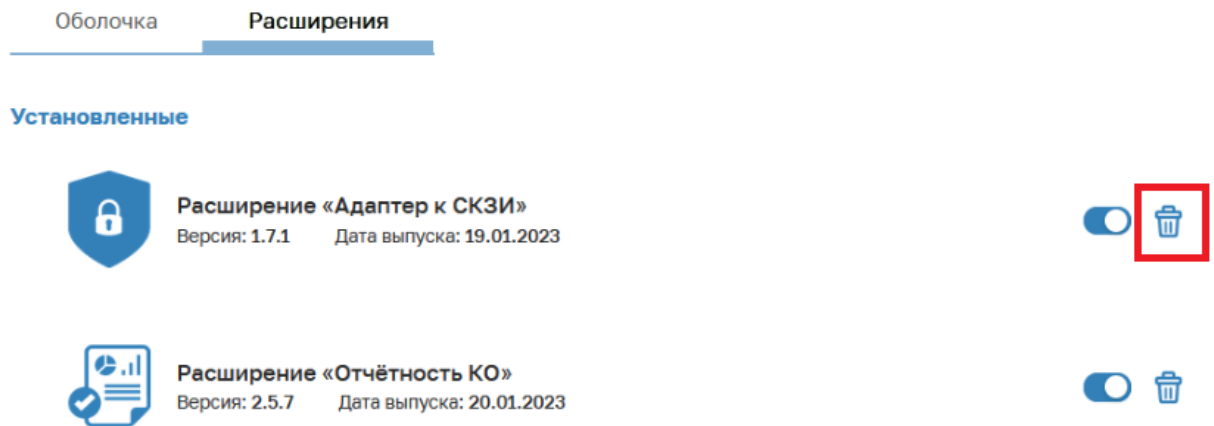 Оболочка Расширения
Установленные
Расширение «Адаптер к СКЗИ»
Версия: 1.7.1 Дата выпуска: 19.01.2023
Расширение «Отчётность КО»
Версия: 2.5.7 Дата выпуска: 20.01.2023